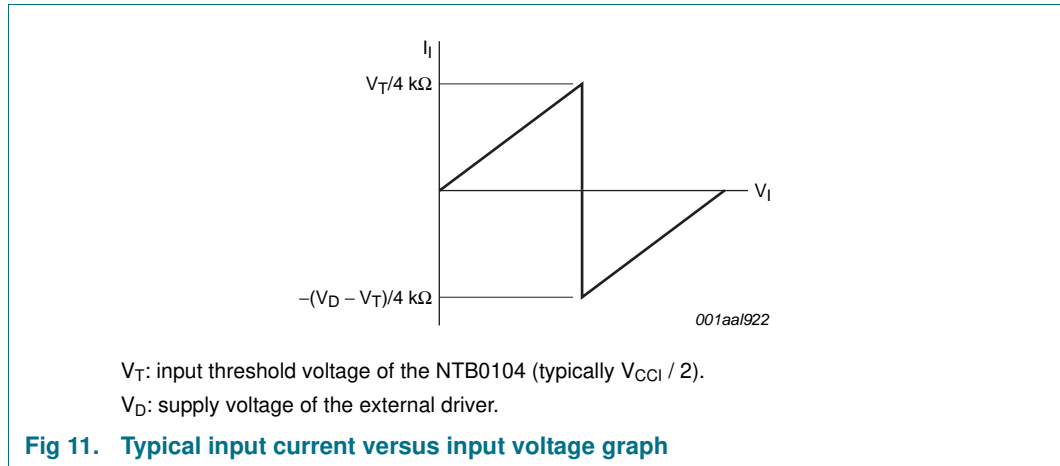 I_I
V_T/4 kΩ
V_I
−(V_D − V_T)/4 kΩ
001aal922
V_T: input threshold voltage of the NTB0104 (typically V_CCI / 2).
V_D: supply voltage of the external driver.
Fig 11. Typical input current versus input voltage graph